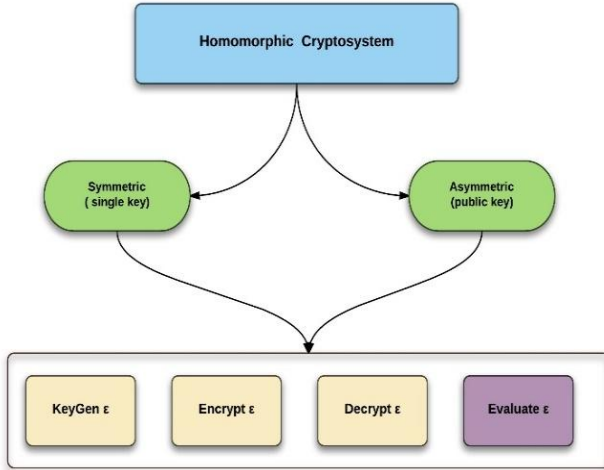 Homomorphic Cryptosystem
Symmetric
( single key)
Asymmetric
(public key)
KeyGen ε
Encrypt ε
Decrypt ε
Evaluate ε